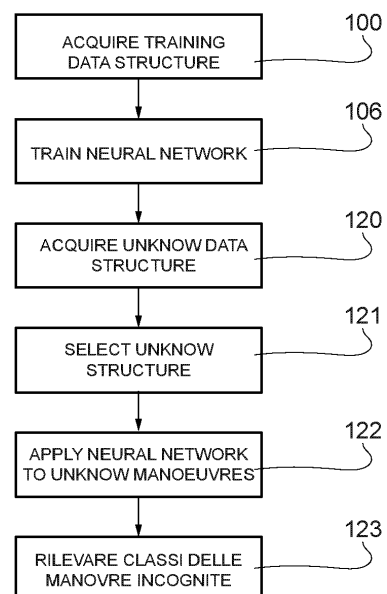 100
ACQUIRE TRAINING
DATA STRUCTURE
106
TRAIN NEURAL NETWORK
120
ACQUIRE UNKNOW DATA
STRUCTURE
121
SELECT UNKNOW
STRUCTURE
122
APPLY NEURAL NETWORK
TO UNKNOW MANOEUVRES
123
RILEVARE CLASSI DELLE
MANOVRE INCOGNITE